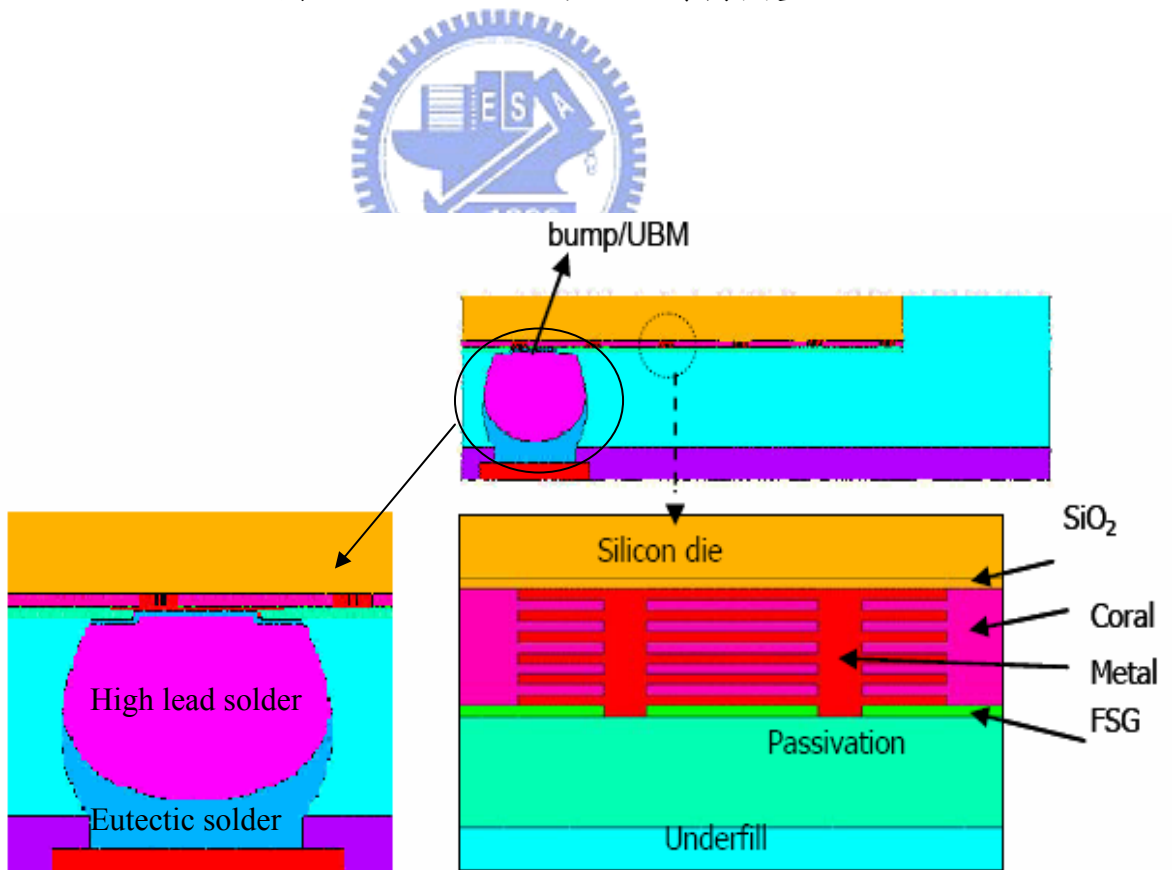 E S A
bump/UBM
SiO₂
Silicon die
Coral
Metal
FSG
Passivation
Underfill
High lead solder
Eutectic solder